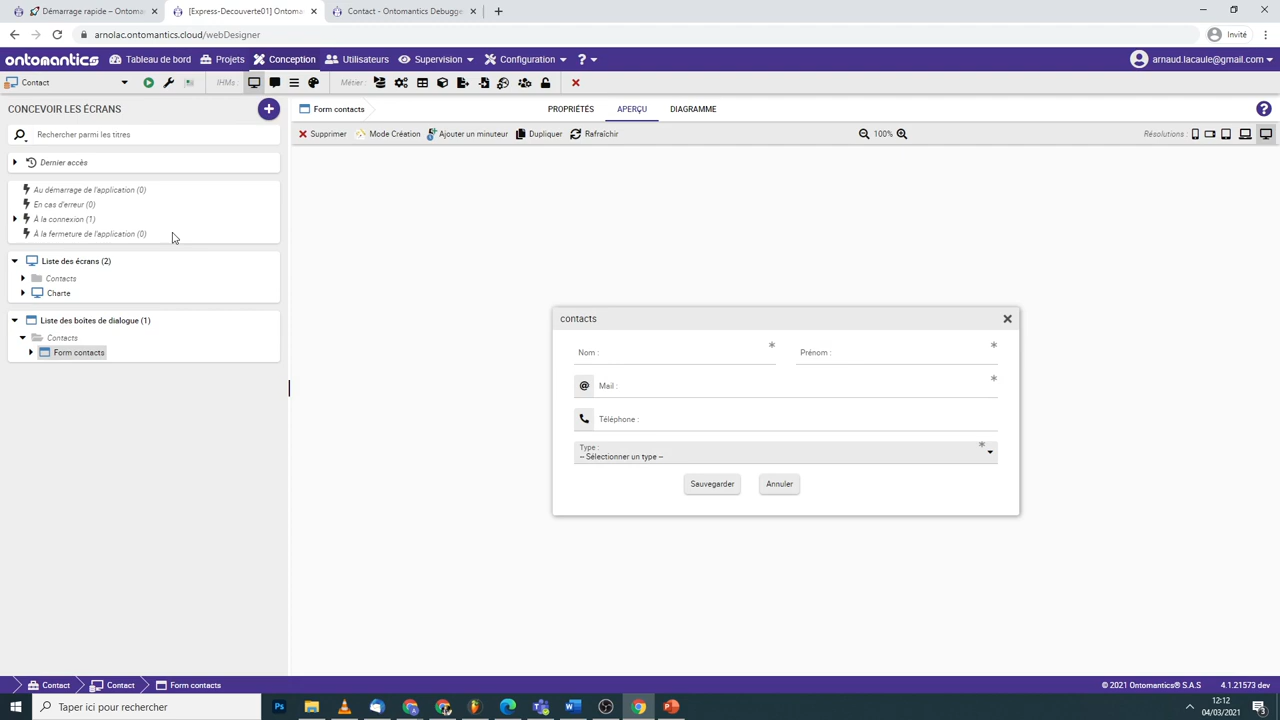 Démarrage rapide – Ontoma
[Express-Decouverte01] Ontoma
Contact - Ontomantics Debugge
arnolac.ontomantics.cloud/webDesigner
Invité
ontomantics
Tableau de bord
Projets
Conception
Utilisateurs
Supervision
Configuration
?
arnaud.lacaule@gmail.com
Contact
IHMs :
Métier :
CONCEVOIR LES ÉCRANS
Form contacts
PROPRIÉTÉS
APERÇU
DIAGRAMME
Rechercher parmi les titres
Supprimer
Mode Création
Ajouter un minuteur
Dupliquer
Rafraîchir
100%
Résolutions :
Dernier accès
Au démarrage de l'application (0)
En cas d'erreur (0)
À la connexion (1)
À la fermeture de l'application (0)
Liste des écrans (2)
Contacts
Charte
Liste des boîtes de dialogue (1)
Contacts
Form contacts
contacts
Nom : *
Prénom : *
@ Mail : *
Téléphone :
Type : *
– Sélectionner un type –
Sauvegarder
Annuler
Contact
Contact
Form contacts
© 2021 Ontomantics® S.A.S
4.1.21573 dev
Taper ici pour rechercher
12:12
04/03/2021